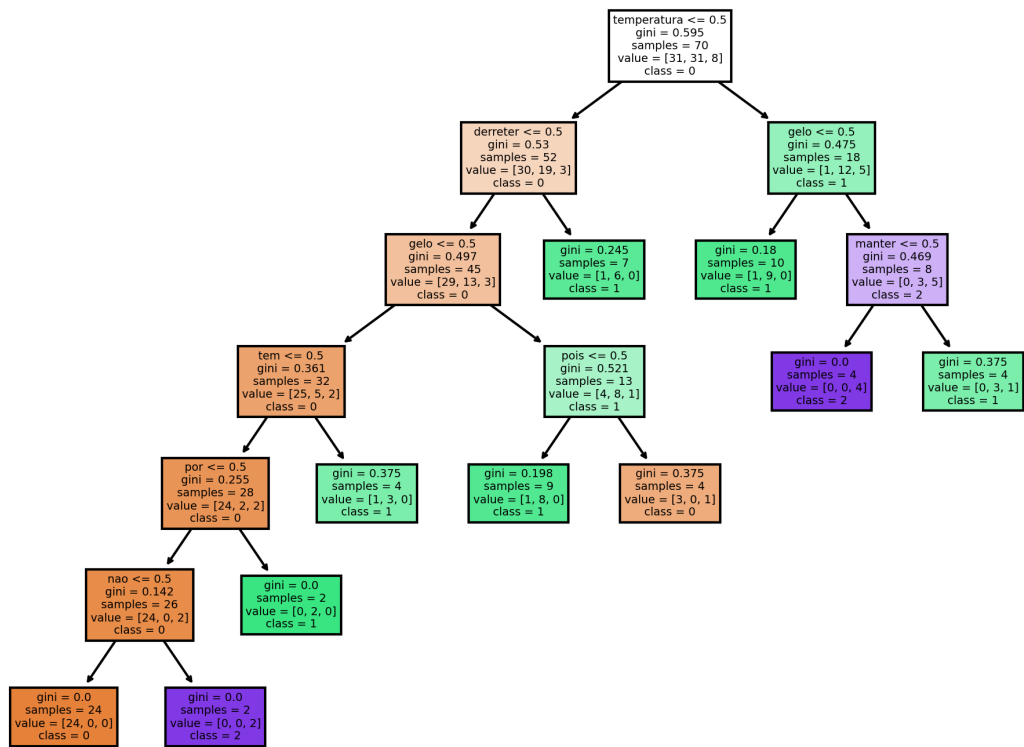 temperatura <= 0.5
gini = 0.595
samples = 70
value = [31, 31, 8]
class = 0
derreter <= 0.5
gini = 0.53
samples = 52
value = [30, 19, 3]
class = 0
gelo <= 0.5
gini = 0.475
samples = 18
value = [1, 12, 5]
class = 1
gelo <= 0.5
gini = 0.497
samples = 45
value = [29, 13, 3]
class = 0
gini = 0.245
samples = 7
value = [1, 6, 0]
class = 1
gini = 0.18
samples = 10
value = [1, 9, 0]
class = 1
manter <= 0.5
gini = 0.469
samples = 8
value = [0, 3, 5]
class = 2
tem <= 0.5
gini = 0.361
samples = 32
value = [25, 5, 2]
class = 0
pois <= 0.5
gini = 0.521
samples = 13
value = [4, 8, 1]
class = 1
gini = 0.0
samples = 4
value = [0, 0, 4]
class = 2
gini = 0.375
samples = 4
value = [0, 3, 1]
class = 1
por <= 0.5
gini = 0.255
samples = 28
value = [24, 2, 2]
class = 0
gini = 0.375
samples = 4
value = [1, 3, 0]
class = 1
gini = 0.198
samples = 9
value = [1, 8, 0]
class = 1
gini = 0.375
samples = 4
value = [3, 0, 1]
class = 0
nao <= 0.5
gini = 0.142
samples = 26
value = [24, 0, 2]
class = 0
gini = 0.0
samples = 2
value = [0, 2, 0]
class = 1
gini = 0.0
samples = 24
value = [24, 0, 0]
class = 0
gini = 0.0
samples = 2
value = [0, 0, 2]
class = 2